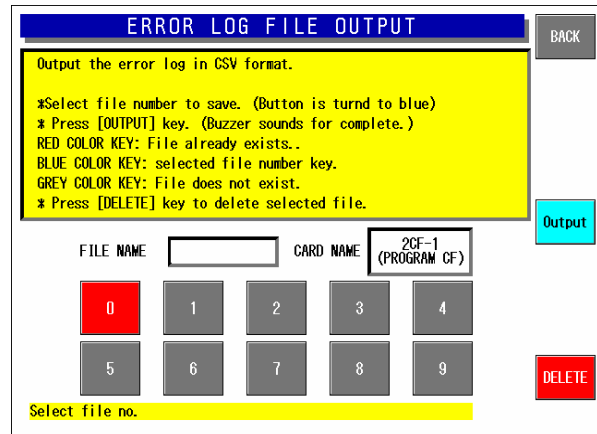 ERROR LOG FILE OUTPUT
BACK
Output the error log in CSV format.
*Select file number to save. (Button is turnd to blue)
* Press [OUTPUT] key. (Buzzer sounds for complete.)
RED COLOR KEY: File already exists..
BLUE COLOR KEY: selected file number key.
GREY COLOR KEY: File does not exist.
* Press [DELETE] key to delete selected file.
Output
FILE NAME
CARD NAME
2CF-1
(PROGRAM CF)
0 1 2 3 4
5 6 7 8 9
DELETE
Select file no.